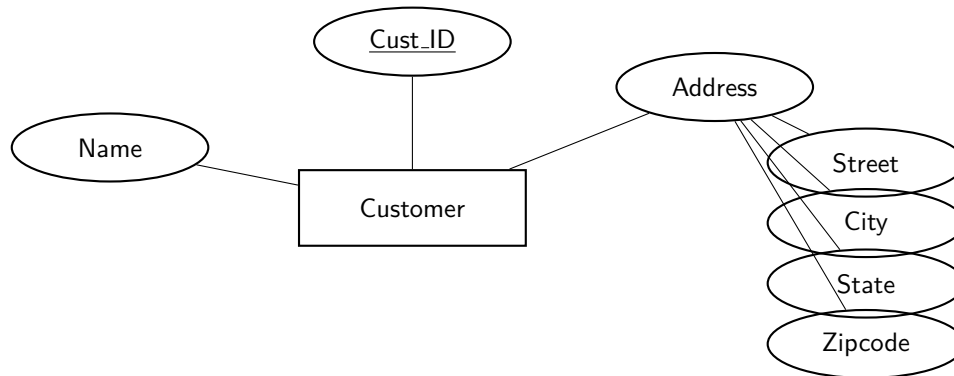 Cust_ID
Address
Name
Street
Customer
City
State
Zipcode